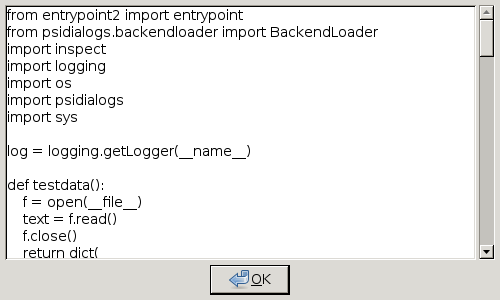 from entrypoint2 import entrypoint
from psidialogs.backendloader import BackendLoader
import inspect
import logging
import os
import psidialogs
import sys

log = logging.getLogger(__name__)

def testdata():
    f = open(__file__)
    text = f.read()
    f.close()
    return dict(
OK